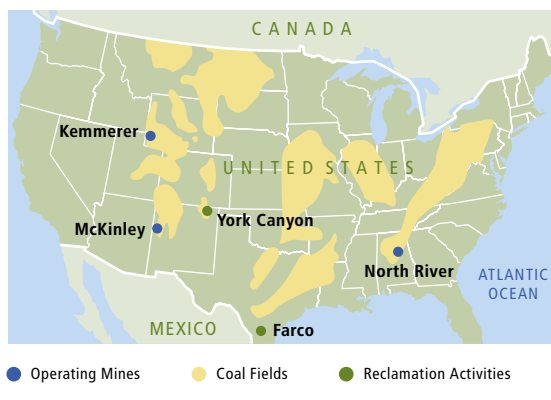 CANADA
Kemmerer
UNITED STATES
York Canyon
McKinley
North River
ATLANTIC
OCEAN
MEXICO
Farco
Operating Mines
Coal Fields
Reclamation Activities